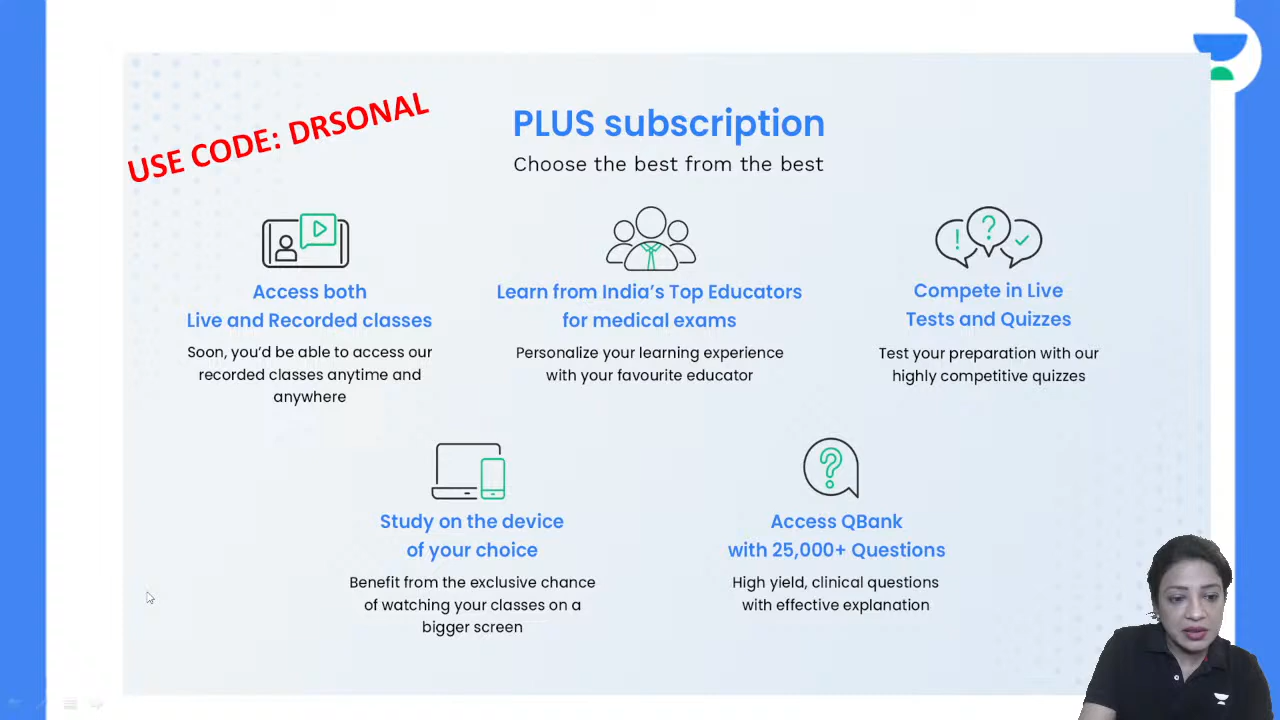 USE CODE: DRSONAL
PLUS subscription
Choose the best from the best
Access both
Live and Recorded classes
Soon, you’d be able to access our
recorded classes anytime and
anywhere
Learn from India’s Top Educators
for medical exams
Personalize your learning experience
with your favourite educator
Compete in Live
Tests and Quizzes
Test your preparation with our
highly competitive quizzes
Study on the device
of your choice
Benefit from the exclusive chance
of watching your classes on a
bigger screen
Access QBank
with 25,000+ Questions
High yield, clinical questions
with effective explanation